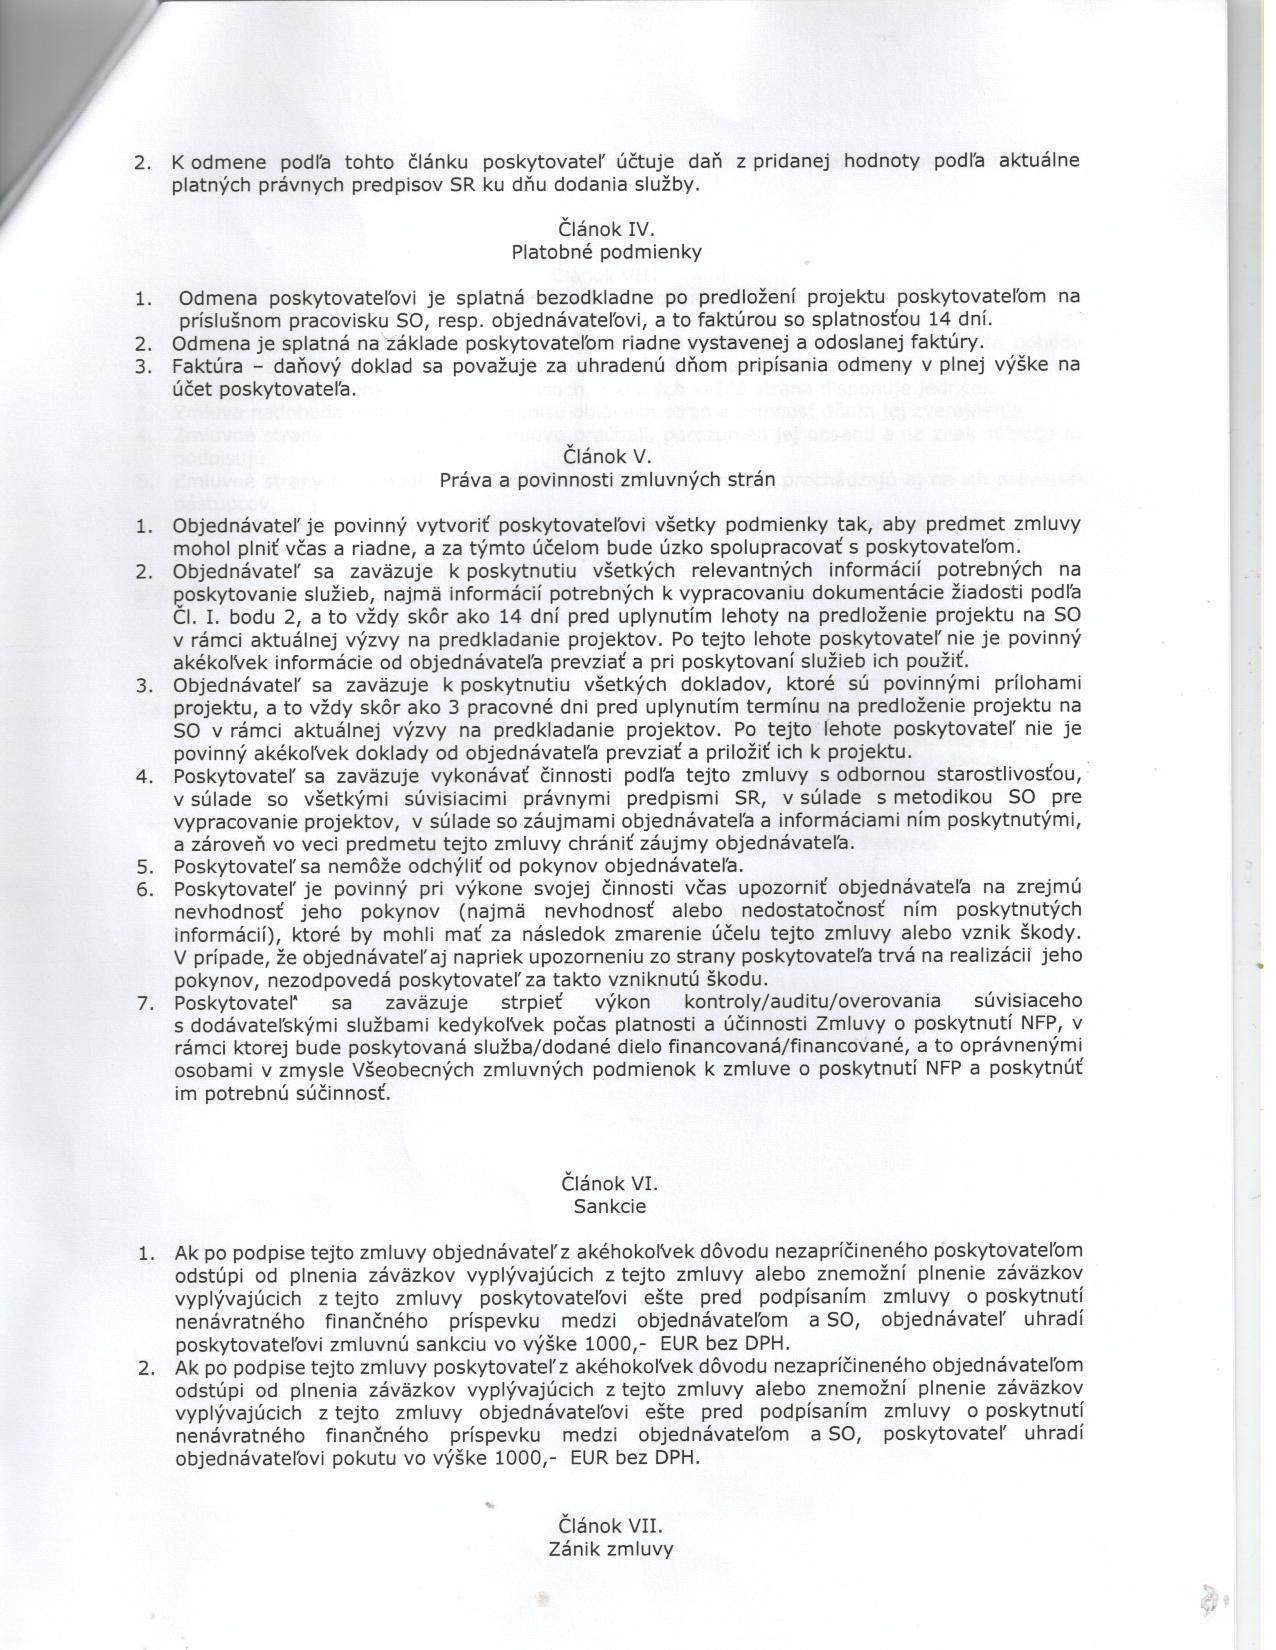 2. K odmene podľa tohto článku poskytovateľ účtuje daň z pridanej hodnoty podľa aktuálne
platných právnych predpisov SR ku dňu dodania služby.
Článok IV.
Platobné podmienky
1. Odmena poskytovateľovi je splatná bezodkladne po predložení projektu poskytovateľom na
príslušnom pracovisku SO, resp. objednávateľovi, a to faktúrou so splatnosťou 14 dní.
2. Odmena je splatná na základe poskytovateľom riadne vystavenej a odoslanej faktúry.
3. Faktúra – daňový doklad sa považuje za uhradenú dňom pripísania odmeny v plnej výške na
účet poskytovateľa.
Článok V.
Práva a povinnosti zmluvných strán
1. Objednávateľ je povinný vytvoriť poskytovateľovi všetky podmienky tak, aby predmet zmluvy
mohol plniť včas a riadne, a za týmto účelom bude úzko spolupracovať s poskytovateľom.
2. Objednávateľ sa zaväzuje k poskytnutiu všetkých relevantných informácií potrebných na
poskytovanie služieb, najmä informácií potrebných k vypracovaniu dokumentácie žiadosti podľa
Čl. I. bodu 2, a to vždy skôr ako 14 dní pred uplynutím lehoty na predloženie projektu na SO
v rámci aktuálnej výzvy na predkladanie projektov. Po tejto lehote poskytovateľ nie je povinný
akékoľvek informácie od objednávateľa prevziať a pri poskytovaní služieb ich použiť.
3. Objednávateľ sa zaväzuje k poskytnutiu všetkých dokladov, ktoré sú povinnými prílohami
projektu, a to vždy skôr ako 3 pracovné dni pred uplynutím termínu na predloženie projektu na
SO v rámci aktuálnej výzvy na predkladanie projektov. Po tejto lehote poskytovateľ nie je
povinný akékoľvek doklady od objednávateľa prevziať a priložiť ich k projektu.
4. Poskytovateľ sa zaväzuje vykonávať činnosti podľa tejto zmluvy s odbornou starostlivosťou,
v súlade so všetkými súvisiacimi právnymi predpismi SR, v súlade s metodikou SO pre
vypracovanie projektov, v súlade so záujmami objednávateľa a informáciami ním poskytnutými,
a zároveň vo veci predmetu tejto zmluvy chrániť záujmy objednávateľa.
5. Poskytovateľ sa nemôže odchýliť od pokynov objednávateľa.
6. Poskytovateľ je povinný pri výkone svojej činnosti včas upozorniť objednávateľa na zrejmú
nevhodnosť jeho pokynov (najmä nevhodnosť alebo nedostatočnosť ním poskytnutých
informácií), ktoré by mohli mať za následok zmarenie účelu tejto zmluvy alebo vznik škody.
V prípade, že objednávateľ aj napriek upozorneniu zo strany poskytovateľa trvá na realizácii jeho
pokynov, nezodpovedá poskytovateľ za takto vzniknutú škodu.
7. Poskytovateľ sa zaväzuje strpieť výkon kontroly/auditu/overovania súvisiaceho
s dodávateľskými službami kedykoľvek počas platnosti a účinnosti Zmluvy o poskytnutí NFP, v
rámci ktorej bude poskytovaná služba/dodané dielo financovaná/financované, a to oprávnenými
osobami v zmysle Všeobecných zmluvných podmienok k zmluve o poskytnutí NFP a poskytnúť
im potrebnú súčinnosť.
Článok VI.
Sankcie
1. Ak po podpise tejto zmluvy objednávateľ z akéhokoľvek dôvodu nezapríčineného poskytovateľom
odstúpi od plnenia záväzkov vyplývajúcich z tejto zmluvy alebo znemožní plnenie záväzkov
vyplývajúcich z tejto zmluvy poskytovateľovi ešte pred podpísaním zmluvy o poskytnutí
nenávratného finančného príspevku medzi objednávateľom a SO, objednávateľ uhradí
poskytovateľovi zmluvnú sankciu vo výške 1000,- EUR bez DPH.
2. Ak po podpise tejto zmluvy poskytovateľ z akéhokoľvek dôvodu nezapríčineného objednávateľom
odstúpi od plnenia záväzkov vyplývajúcich z tejto zmluvy alebo znemožní plnenie záväzkov
vyplývajúcich z tejto zmluvy objednávateľovi ešte pred podpísaním zmluvy o poskytnutí
nenávratného finančného príspevku medzi objednávateľom a SO, poskytovateľ uhradí
objednávateľovi pokutu vo výške 1000,- EUR bez DPH.
Článok VII.
Zánik zmluvy